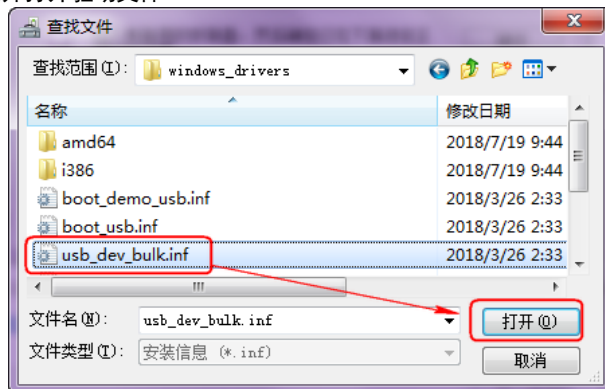 查找文件
查找范围(I): windows_drivers
名称 修改日期
amd64 2018/7/19 9:44
i386 2018/7/19 9:44
boot_demo_usb.inf 2018/3/26 2:33
boot_usb.inf 2018/3/26 2:33
usb_dev_bulk.inf 2018/3/26 2:33
文件名(N): usb_dev_bulk.inf 打开(O)
文件类型(T): 安装信息 (*.inf) 取消